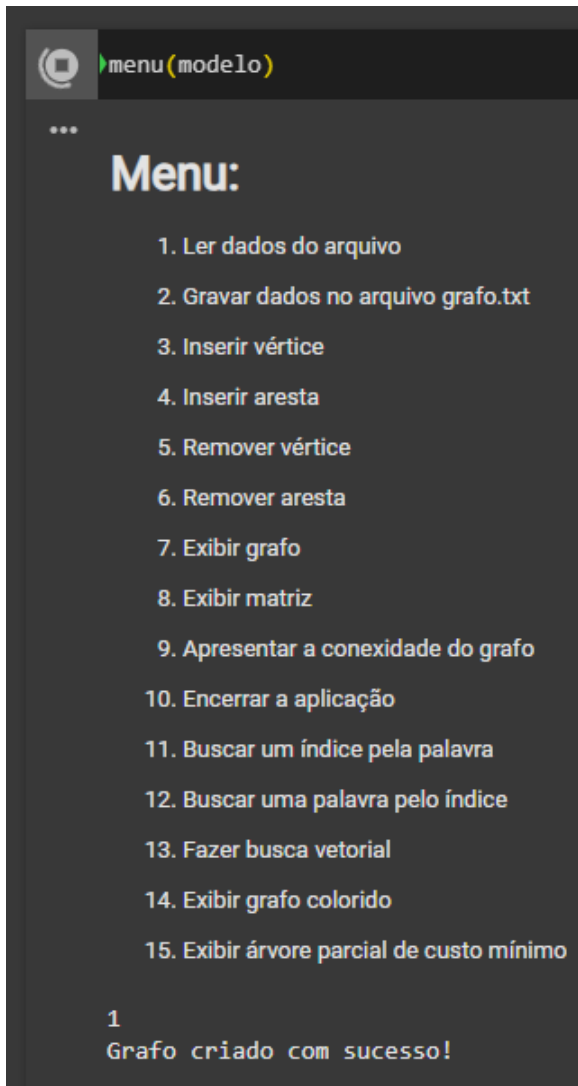 menu(modelo)
Menu:
1. Ler dados do arquivo
2. Gravar dados no arquivo grafo.txt
3. Inserir vértice
4. Inserir aresta
5. Remover vértice
6. Remover aresta
7. Exibir grafo
8. Exibir matriz
9. Apresentar a conexidade do grafo
10. Encerrar a aplicação
11. Buscar um índice pela palavra
12. Buscar uma palavra pelo índice
13. Fazer busca vetorial
14. Exibir grafo colorido
15. Exibir árvore parcial de custo mínimo
1
Grafo criado com sucesso!